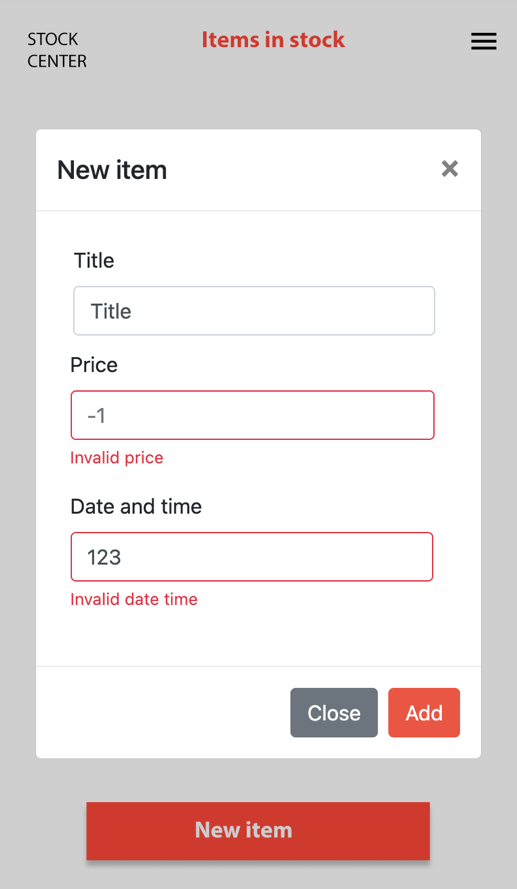 STOCK
CENTER
Items in stock
New item
×
Title
Title
Price
-1
Invalid price
Date and time
123
Invalid date time
Close
Add
New item